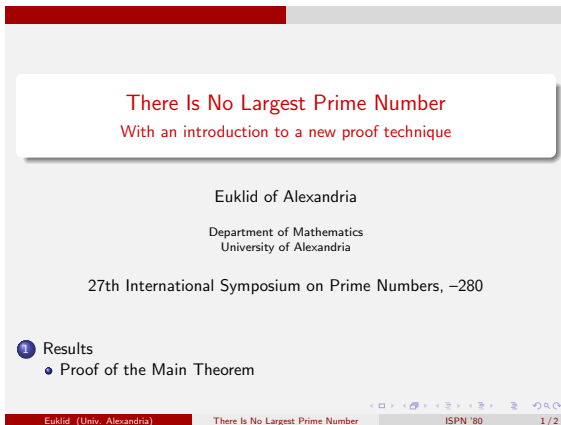 There Is No Largest Prime Number
With an introduction to a new proof technique
Euklid of Alexandria
Department of Mathematics
University of Alexandria
27th International Symposium on Prime Numbers, –280
1 Results
Proof of the Main Theorem
Euklid (Univ. Alexandria) There Is No Largest Prime Number ISPN '80 1 / 2